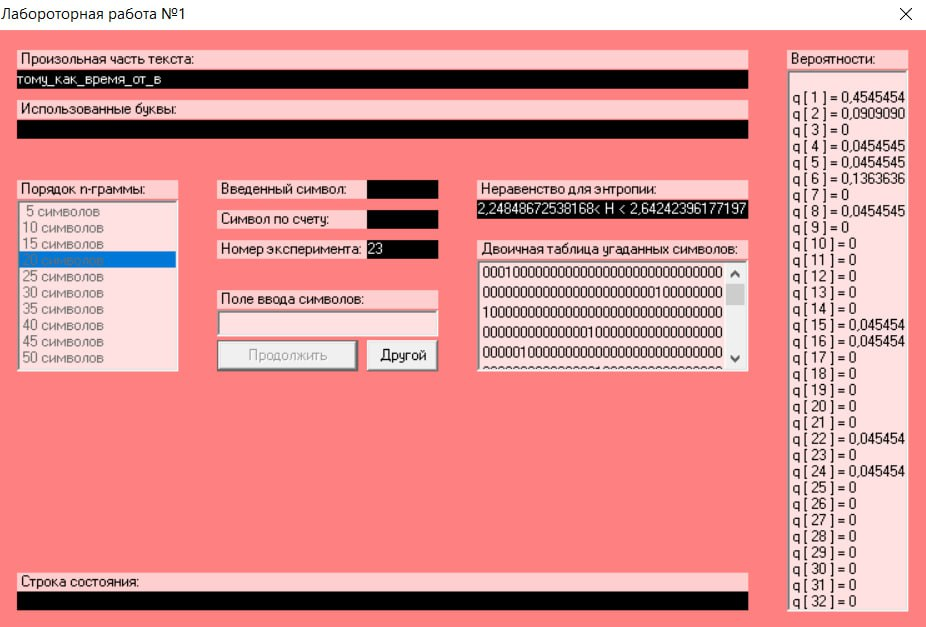 Лабороторная работа №1
Произольная часть текста:
тому_как_время_от_в
Использованные буквы:
Порядок n-граммы:
5 символов
10 символов
15 символов
20 символов
25 символов
30 символов
35 символов
40 символов
45 символов
50 символов
Введенный символ:
Символ по счету:
Номер эксперимента: 23
Поле ввода символов:
Продолжить
Другой
Неравенство для энтропии:
2,24848672538168< H < 2,64242396177197
Двоичная таблица угаданных символов:
00010000000000000000000000000000
00000000000000000000000100000000
10000000000000000000000000000000
00000000000000100000000000000000
00000100000000000000000000000000
Строка состояния:
Вероятности:
q [ 1 ] = 0,4545454
q [ 2 ] = 0,0909090
q [ 3 ] = 0
q [ 4 ] = 0,0454545
q [ 5 ] = 0,0454545
q [ 6 ] = 0,1363636
q [ 7 ] = 0
q [ 8 ] = 0,0454545
q [ 9 ] = 0
q [ 10 ] = 0
q [ 11 ] = 0
q [ 12 ] = 0
q [ 13 ] = 0
q [ 14 ] = 0
q [ 15 ] = 0,045454
q [ 16 ] = 0,045454
q [ 17 ] = 0
q [ 18 ] = 0
q [ 19 ] = 0
q [ 20 ] = 0
q [ 21 ] = 0
q [ 22 ] = 0,045454
q [ 23 ] = 0
q [ 24 ] = 0,045454
q [ 25 ] = 0
q [ 26 ] = 0
q [ 27 ] = 0
q [ 28 ] = 0
q [ 29 ] = 0
q [ 30 ] = 0
q [ 31 ] = 0
q [ 32 ] = 0